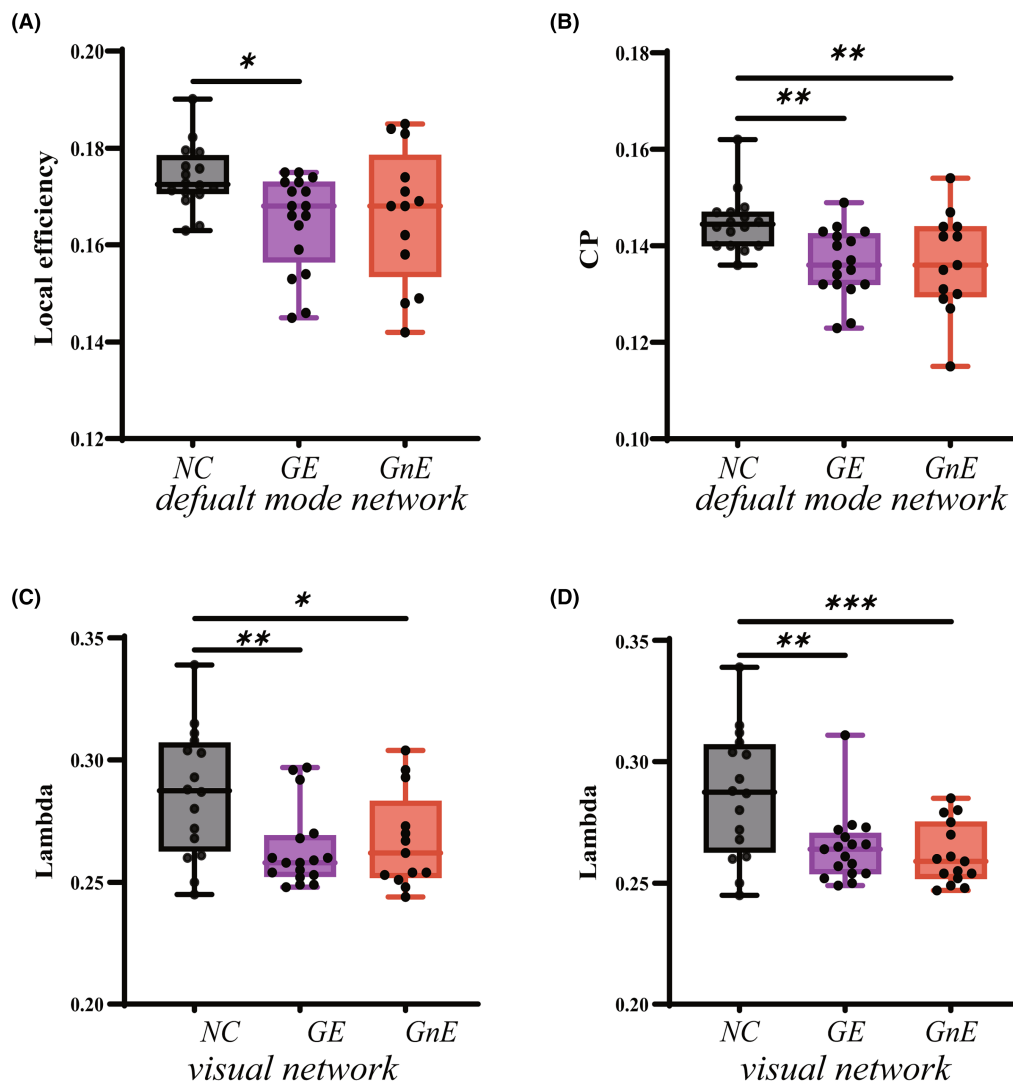 (A)
*
Local efficiency
0.20
0.18
0.16
0.14
0.12
NC GE GnE
defualt mode network
(B)
**
**
CP
0.18
0.16
0.14
0.12
0.10
NC GE GnE
defualt mode network
(C)
*
**
Lambda
0.35
0.30
0.25
0.20
NC GE GnE
visual network
(D)
***
**
Lambda
0.35
0.30
0.25
0.20
NC GE GnE
visual network